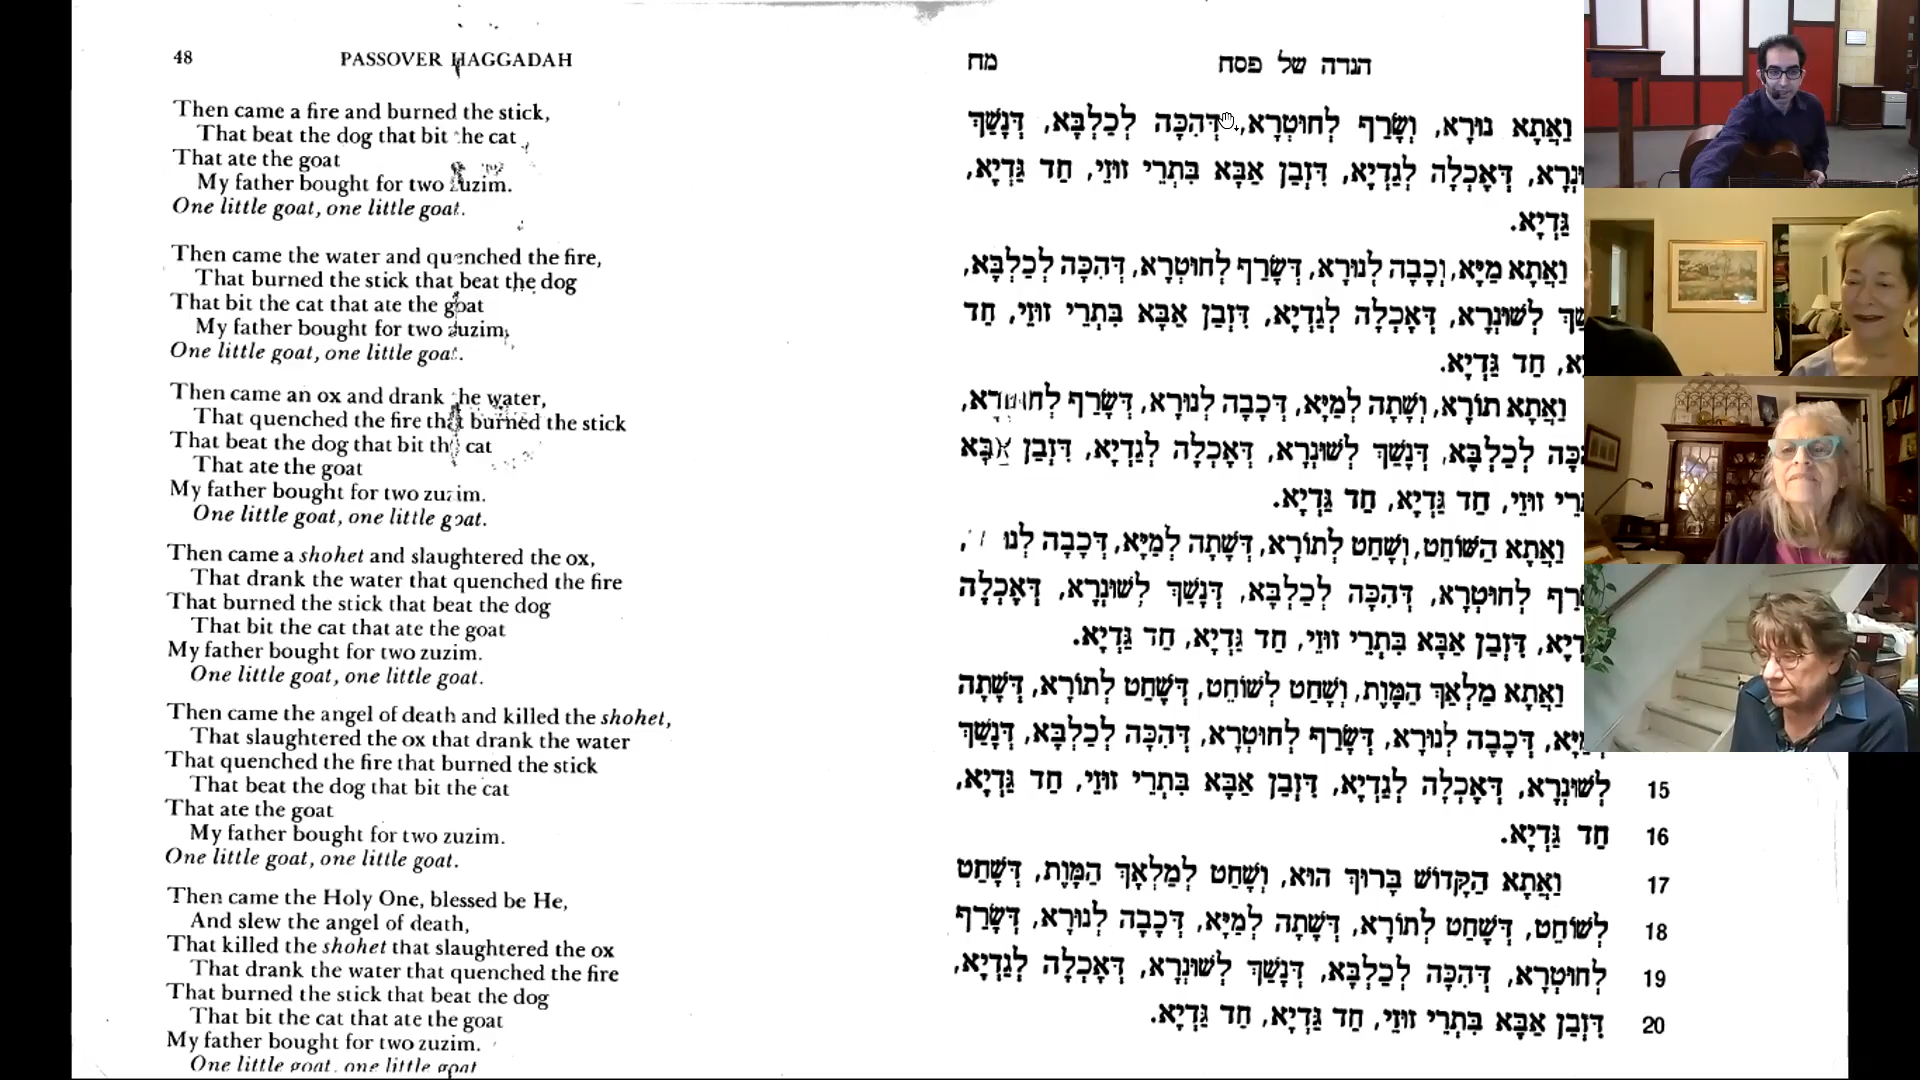 48
PASSOVER HAGGADAH
Then came a fire and burned the stick,
That beat the dog that bit the cat
That ate the goat
My father bought for two zuzim.
One little goat, one little goat.
Then came the water and quenched the fire,
That burned the stick that beat the dog
That bit the cat that ate the goat
My father bought for two zuzim.
One little goat, one little goat.
Then came an ox and drank the water,
That quenched the fire that burned the stick
That beat the dog that bit the cat
That ate the goat
My father bought for two zuzim.
One little goat, one little goat.
Then came a shohet and slaughtered the ox,
That drank the water that quenched the fire
That burned the stick that beat the dog
That bit the cat that ate the goat
My father bought for two zuzim.
One little goat, one little goat.
Then came the angel of death and killed the shohet,
That slaughtered the ox that drank the water
That quenched the fire that burned the stick
That beat the dog that bit the cat
That ate the goat
My father bought for two zuzim.
One little goat, one little goat.
Then came the Holy One, blessed be He,
And slew the angel of death,
That killed the shohet that slaughtered the ox
That drank the water that quenched the fire
That burned the stick that beat the dog
That bit the cat that ate the goat
My father bought for two zuzim.
One little goat, one little goat
הגדה של פסח
מח
וַאֲתָא נוּרָא, וְשָׂרַף לְחוּטְרָא, דְּהִכָּה לְכַלְבָּא, דְּנָשַׁךְ
דְּאָכְלָה לְגַדְיָא, דִּזְבַן אַבָּא בִּתְרֵי זוּזֵי, חַד גַּדְיָא,
גַּדְיָא.
וַאֲתָא מַיָּא, וְכָבָה לְנוּרָא, דְּשָׂרַף לְחוּטְרָא, דְּהִכָּה לְכַלְבָּא,
לְשׁוּנְרָא, דְּאָכְלָה לְגַדְיָא, דִּזְבַן אַבָּא בִּתְרֵי זוּזֵי, חַד
חַד גַּדְיָא.
וַאֲתָא תוֹרָא, וְשָׁתָה לְמַיָּא, דְּכָבָה לְנוּרָא, דְּשָׂרַף לְחוּטְרָא,
לְכַלְבָּא, דְּנָשַׁךְ לְשׁוּנְרָא, דְּאָכְלָה לְגַדְיָא, דִּזְבַן אַבָּא
זוּזֵי, חַד גַּדְיָא, חַד גַּדְיָא.
וַאֲתָא הַשּׁוֹחֵט, וְשָׁחַט לְתוֹרָא, דְּשָׁתָה לְמַיָּא, דְּכָבָה
לְחוּטְרָא, דְּהִכָּה לְכַלְבָּא, דְּנָשַׁךְ לְשׁוּנְרָא, דְּאָכְלָה
דִּזְבַן אַבָּא בִּתְרֵי זוּזֵי, חַד גַּדְיָא, חַד גַּדְיָא.
וַאֲתָא מַלְאַךְ הַמָּוֶת, וְשָׁחַט לְשׁוֹחֵט, דְּשָׁחַט לְתוֹרָא, דְּשָׁתָה
דְּכָבָה לְנוּרָא, דְּשָׂרַף לְחוּטְרָא, דְּהִכָּה לְכַלְבָּא, דְּנָשַׁךְ
15 לְשׁוּנְרָא, דְּאָכְלָה לְגַדְיָא, דִּזְבַן אַבָּא בִּתְרֵי זוּזֵי, חַד גַּדְיָא,
16 חַד גַּדְיָא.
17 וַאֲתָא הַקָּדוֹשׁ בָּרוּךְ הוּא, וְשָׁחַט לְמַלְאַךְ הַמָּוֶת, דְּשָׁחַט
18 לְשׁוֹחֵט, דְּשָׁחַט לְתוֹרָא, דְּשָׁתָה לְמַיָּא, דְּכָבָה לְנוּרָא, דְּשָׂרַף
19 לְחוּטְרָא, דְּהִכָּה לְכַלְבָּא, דְּנָשַׁךְ לְשׁוּנְרָא, דְּאָכְלָה לְגַדְיָא,
20 דִּזְבַן אַבָּא בִּתְרֵי זוּזֵי, חַד גַּדְיָא, חַד גַּדְיָא.